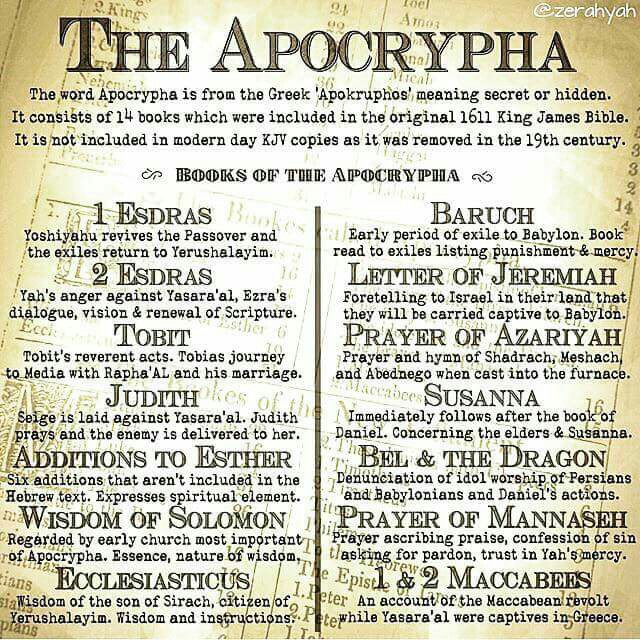 @zerahyah
THE APOCRYPHA
The word Apocrypha is from the Greek 'Apokruphos' meaning secret or hidden.
It consists of 14 books which were included in the original 1611 King James Bible.
It is not included in modern day KJV copies as it was removed in the 19th century.
BOOKS OF THE APOCRYPHA
1 ESDRAS
Yoshiyahu revives the Passover and
the exiles return to Yerushalayim.
2 ESDRAS
Yah's anger against Yasara'al, Ezra's
dialogue, vision & renewal of Scripture.
TOBIT
Tobit's reverent acts. Tobias journey
to Media with Rapha'AL and his marriage.
JUDITH
Seige is laid against Yasara'al. Judith
prays and the enemy is delivered to her.
ADDITIONS TO ESTHER
Six additions that aren't included in the
Hebrew text. Expresses spiritual element.
WISDOM OF SOLOMON
Regarded by early church most important
of Apocrypha. Essence, nature of wisdom.
ECCLESIASTICUS
Wisdom of the son of Sirach, citizen of
Yerushalayim. Wisdom and instructions.
BARUCH
Early period of exile to Babylon. Book
read to exiles listing punishment & mercy.
LETTER OF JEREMIAH
Foretelling to Israel in their land that
they will be carried captive to Babylon.
PRAYER OF AZARIYAH
Prayer and hymn of Shadrach, Meshach,
and Abednego when cast into the furnace.
SUSANNA
Immediately follows after the book of
Daniel. Concerning the elders & Susanna.
BEL & THE DRAGON
Denunciation of idol worship of Persians
and Babylonians and Daniel's actions.
PRAYER OF MANNASEH
Prayer ascribing praise, confession of sin
asking for pardon, trust in Yah's mercy.
1 & 2 MACCABEES
An account of the Maccabean revolt
while Yasara'al were captives in Greece.